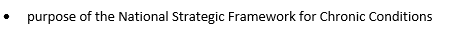 • purpose of the National Strategic Framework for Chronic Conditions